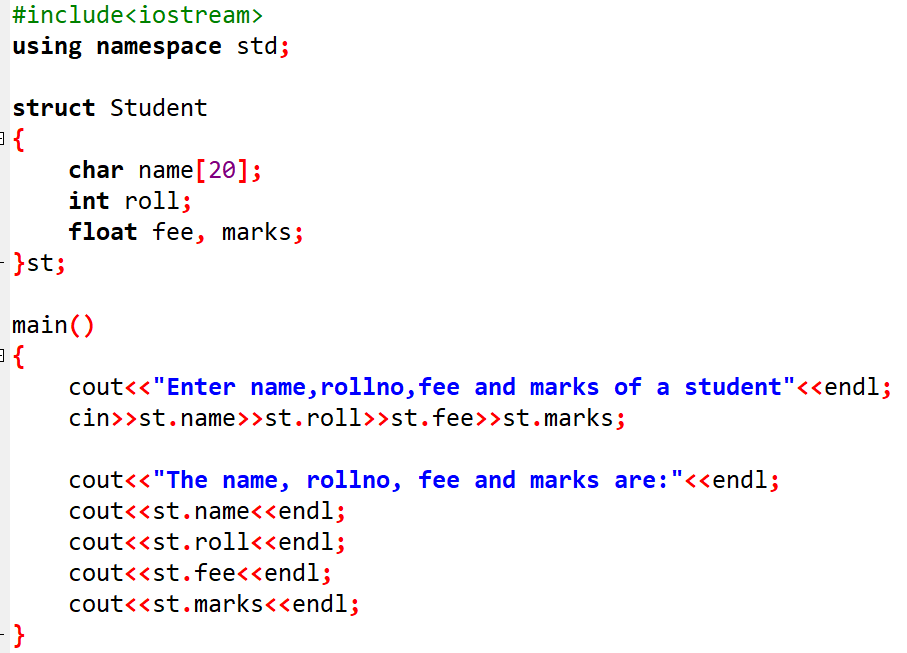 #include<iostream>
using namespace std;
struct Student
{
char name[20];
int roll;
float fee, marks;
}st;
main()
{
cout<<"Enter name,rollno,fee and marks of a student"<<endl;
cin>>st.name>>st.roll>>st.fee>>st.marks;
cout<<"The name, rollno, fee and marks are:"<<endl;
cout<<st.name<<endl;
cout<<st.roll<<endl;
cout<<st.fee<<endl;
cout<<st.marks<<endl;
}